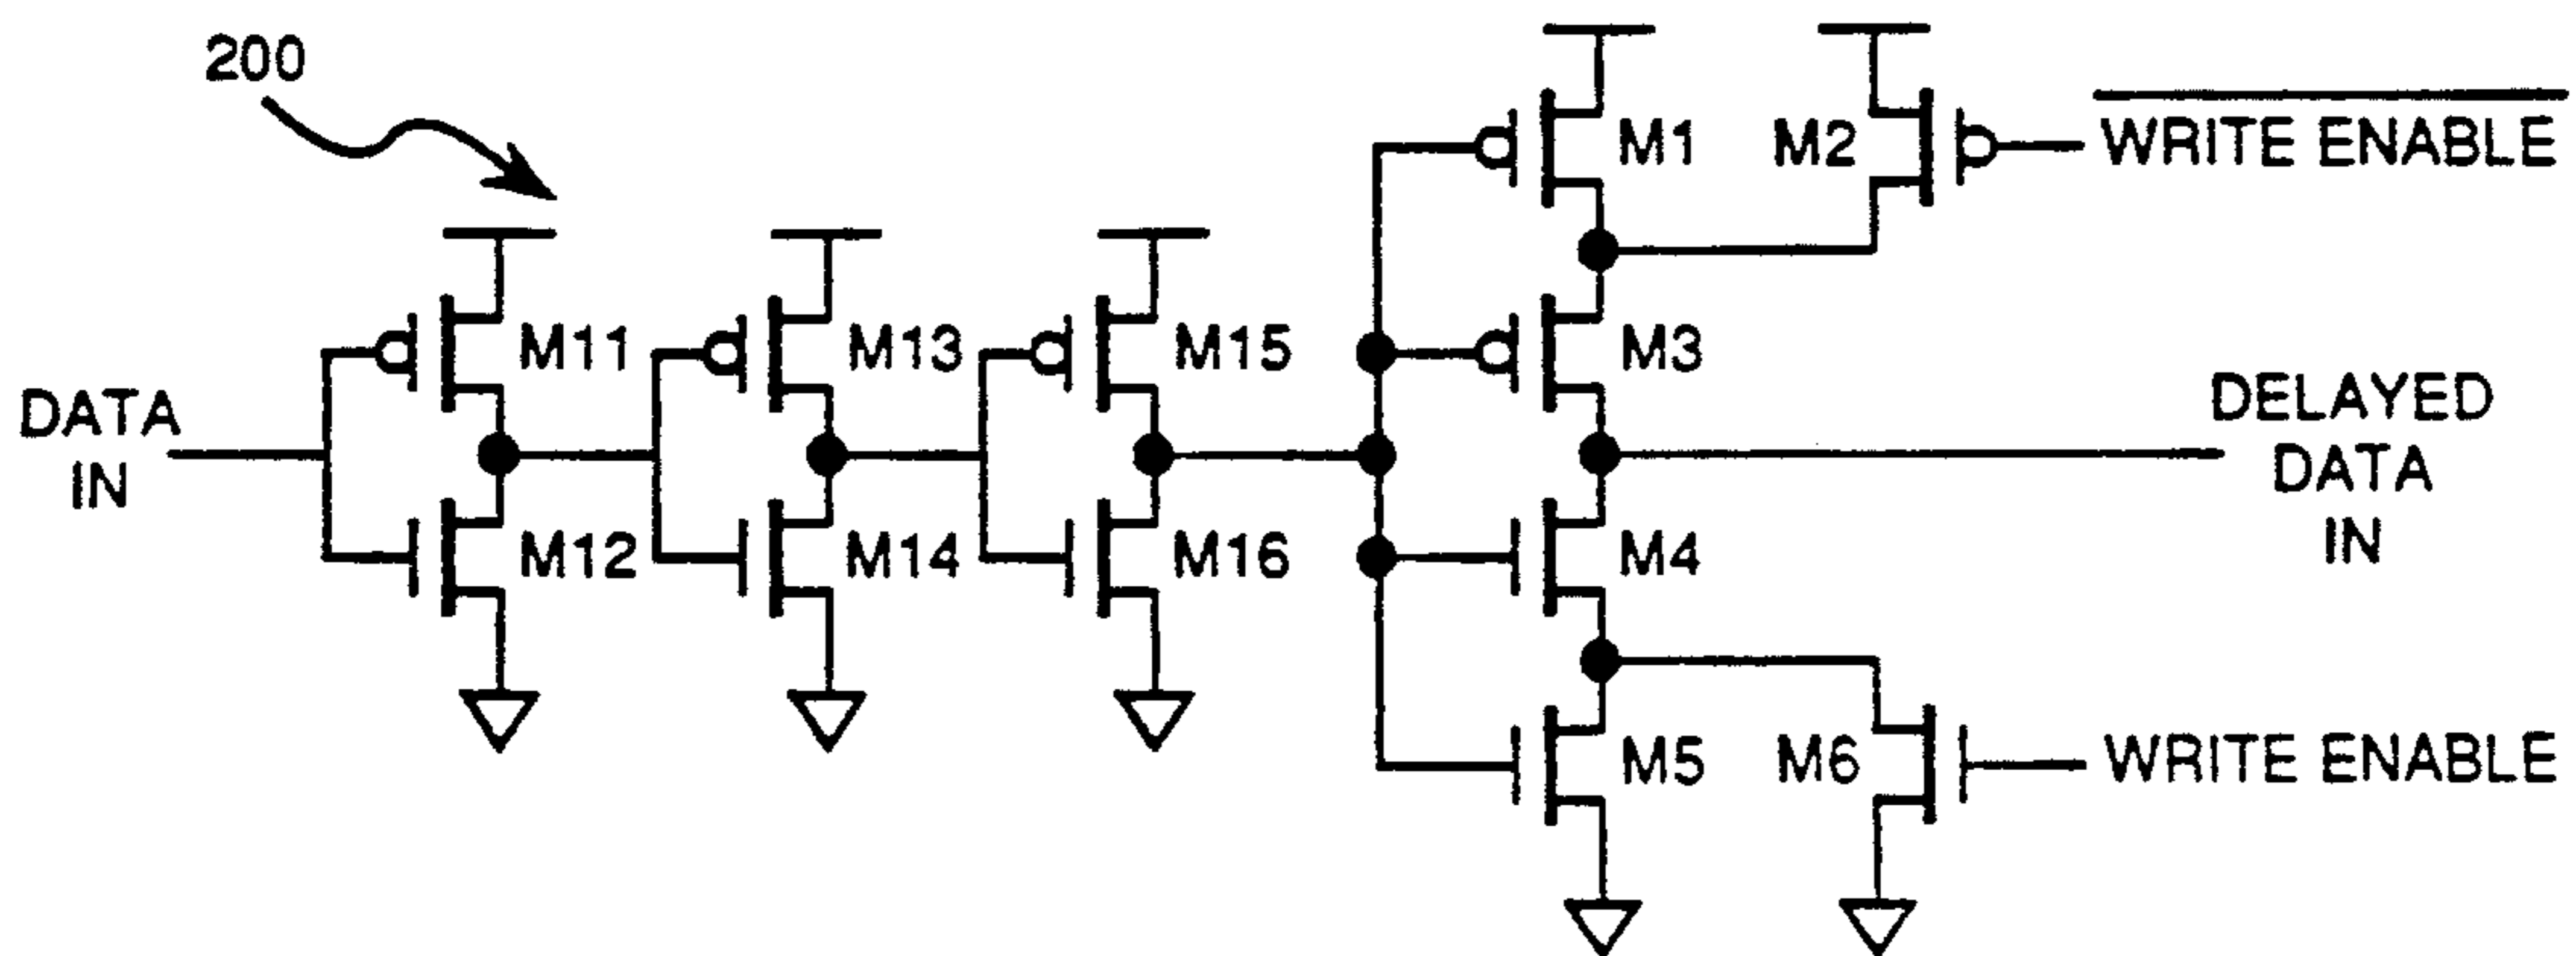 200
M1
M2
WRITE ENABLE
M11
M13
M15
M3
DATA
IN
DELAYED
DATA
IN
M12
M14
M16
M4
M5
M6
WRITE ENABLE